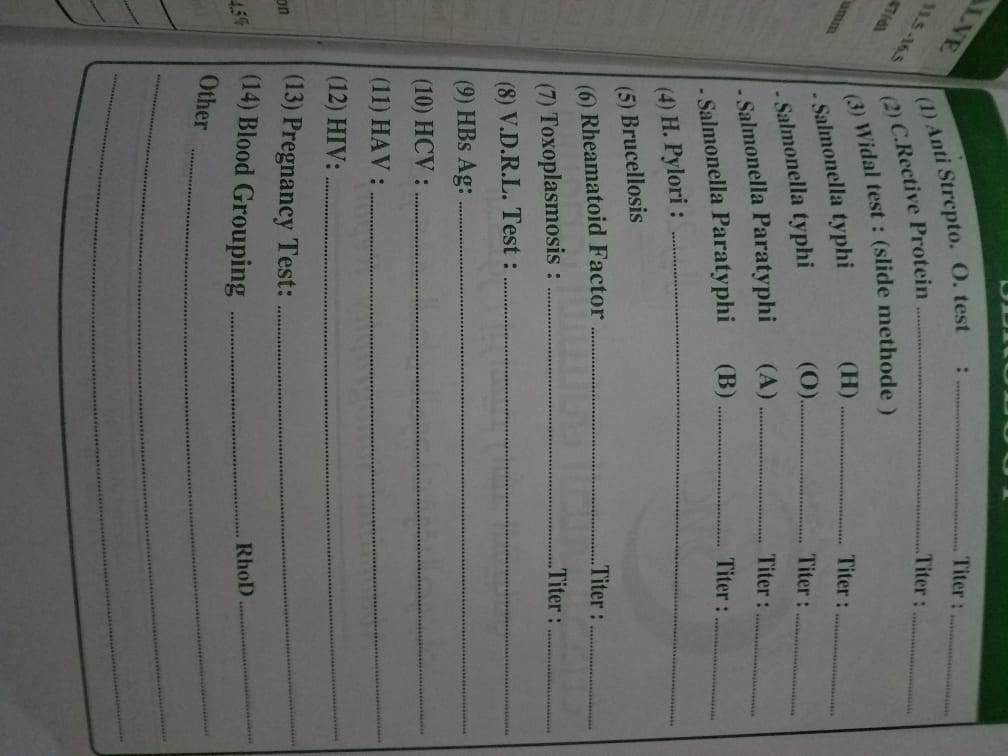 SEROLOGY
ALVE
11.5 -16.5
47/dl
umm
on
4.5%
(1) Anti Strcpto. O. test : ........................ Titer : ................
(2) C.Rective Protein ........................ Titer : ................
(3) Widal test : (slide methode )
- Salmonella typhi (H) ........................ Titer : ................
- Salmonella typhi (O) ........................ Titer : ................
- Salmonella Paratyphi (A) ........................ Titer : ................
- Salmonella Paratyphi (B) ........................ Titer : ................
(4) H. Pylori : ........................
(5) Brucellosis
(6) Rheamatoid Factor ........................ Titer : ................
(7) Toxoplasmosis : ........................ Titer : ................
(8) V.D.R.L. Test : ........................
(9) HBs Ag: ........................
(10) HCV : ........................
(11) HAV : ........................
(12) HIV: ........................
(13) Pregnancy Test: ........................
(14) Blood Grouping ........................ RhoD ................
Other ........................